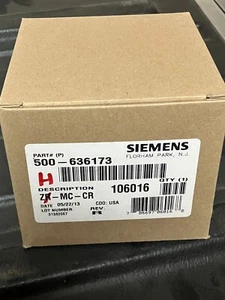 PART# (P)
500-636173
SIEMENS
FLORHAM PARK, N.J.
H
106016
QTY (1)
DESCRIPTION
-MC-CR
DATE 05/22/13
COO: USA
LOT NUMBER
REV.